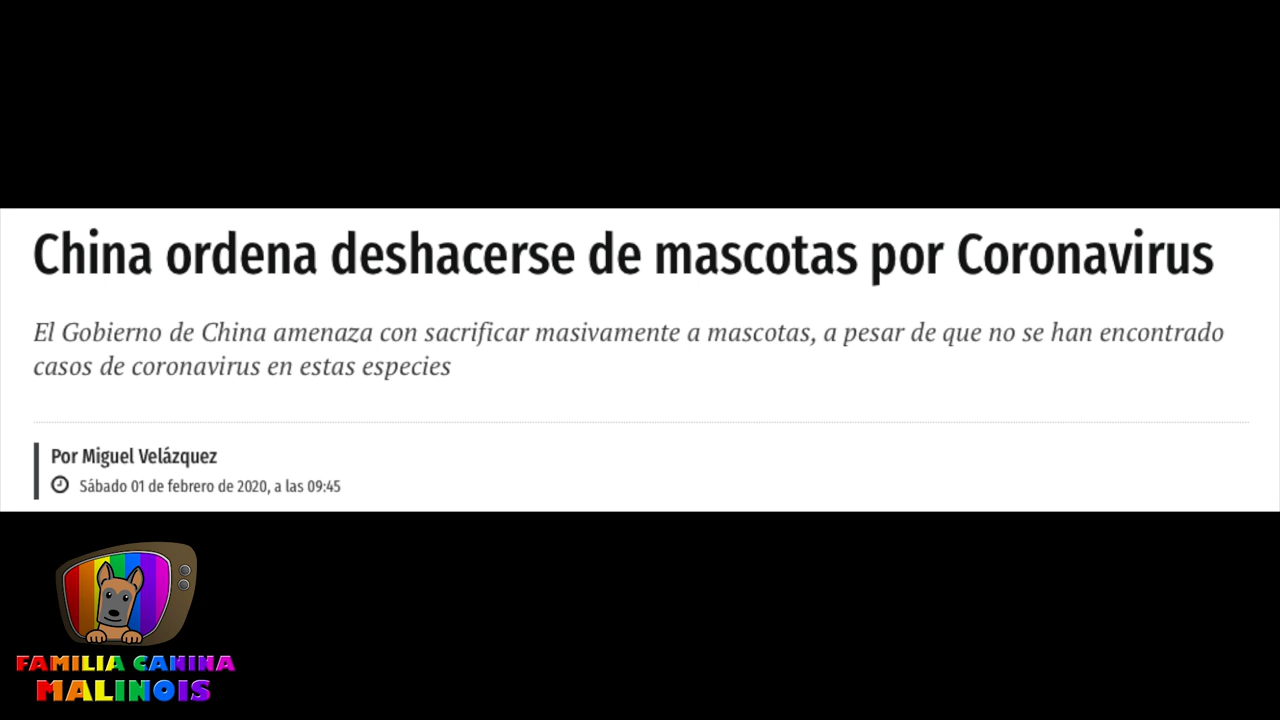 China ordena deshacerse de mascotas por Coronavirus
El Gobierno de China amenaza con sacrificar masivamente a mascotas, a pesar de que no se han encontrado
casos de coronavirus en estas especies
Por Miguel Velázquez
Sábado 01 de febrero de 2020, a las 09:45
FAMILIA CANINA
MALINOIS